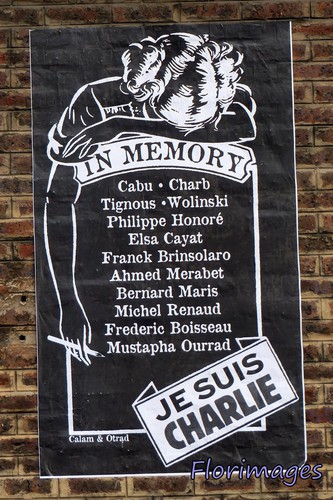 IN MEMORY
Cabu • Charb
Tignous • Wolinski
Philippe Honoré
Elsa Cayat
Franck Brinsolaro
Ahmed Merabet
Bernard Maris
Michel Renaud
Frederic Boisseau
Mustapha Ourrad
JE SUIS
CHARLIE
Calam & Otrad
Florimages